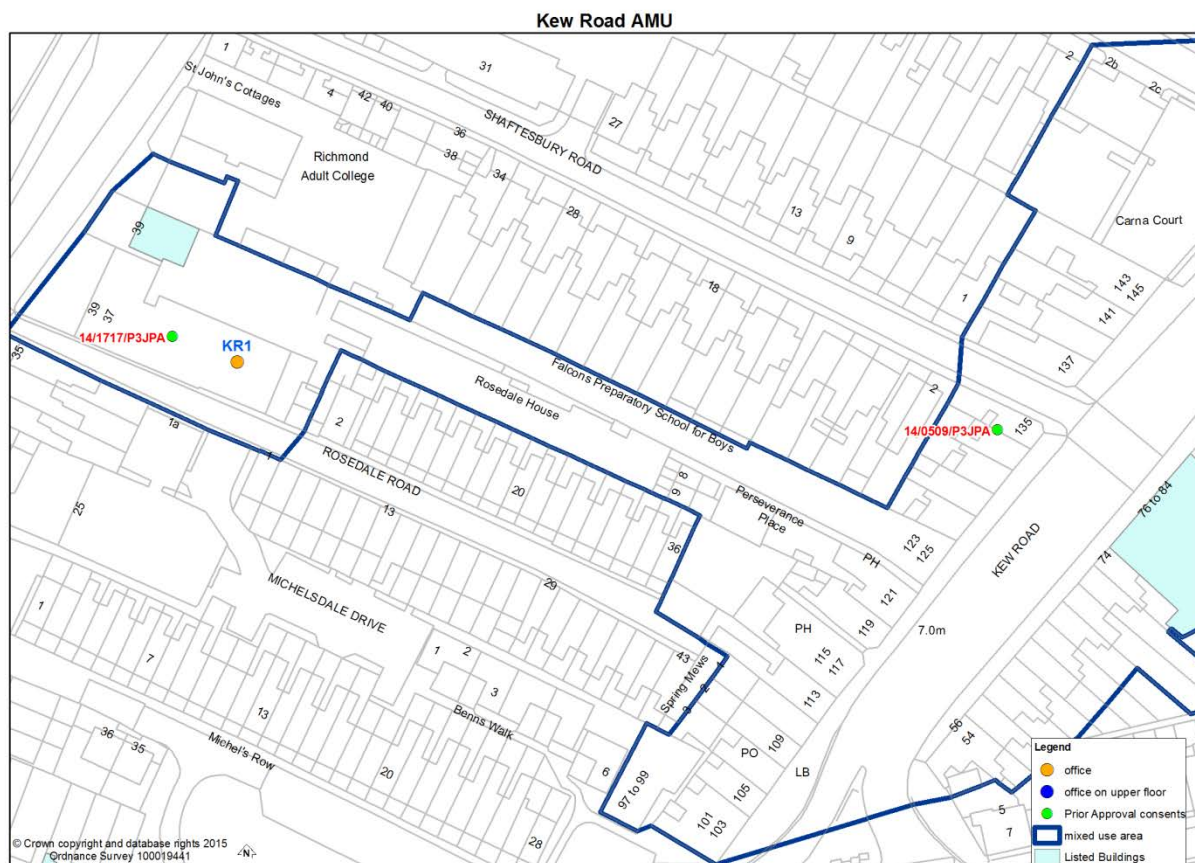 Kew Road AMU
1
31
2
2b
2c
St John's Cottages
4
42
40
36
38
34
27
SHAFTESBURY ROAD
Richmond
Adult College
28
13
9
Carna Court
39
18
1
143
145
141
39
37
14/1717/P3JPA
KR1
137
35
2
Rosedale House
Falcons Preparatory School for Boys
2
14/0509/P3JPA
135
1a
1
ROSEDALE ROAD
20
8
9
Perseverance
Place
76 to 84
25
13
36
PH
123
125
KEW ROAD
74
MICHELSDALE DRIVE
29
121
119
7.0m
PH
115
117
1
7
1
2
3
43
Spring Mews
1
2
3
113
13
Benns Walk
PO
109
LB
56
54
36
35
Michel's Row
20
6
97 to 99
105
101
103
28
5
7
Legend
office
office on upper floor
Prior Approval consents
mixed use area
Listed Buildings
© Crown copyright and database rights 2015
Ordnance Survey 100019441
N